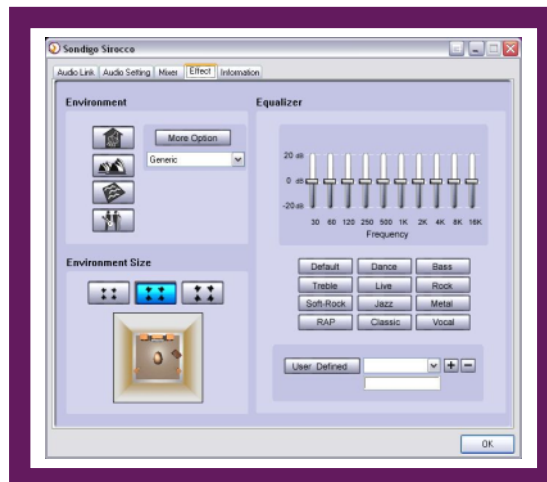 Sondigo Sirocco
Audio Link Audio Setting Mixer Effect Information
Environment
More Option
Generic
Environment Size
Equalizer
20 dB
0 dB
-20 dB
30 60 120 250 500 1K 2K 4K 8K 16K
Frequency
Default Dance Bass
Treble Live Rock
Soft-Rock Jazz Metal
RAP Classic Vocal
User Defined
OK